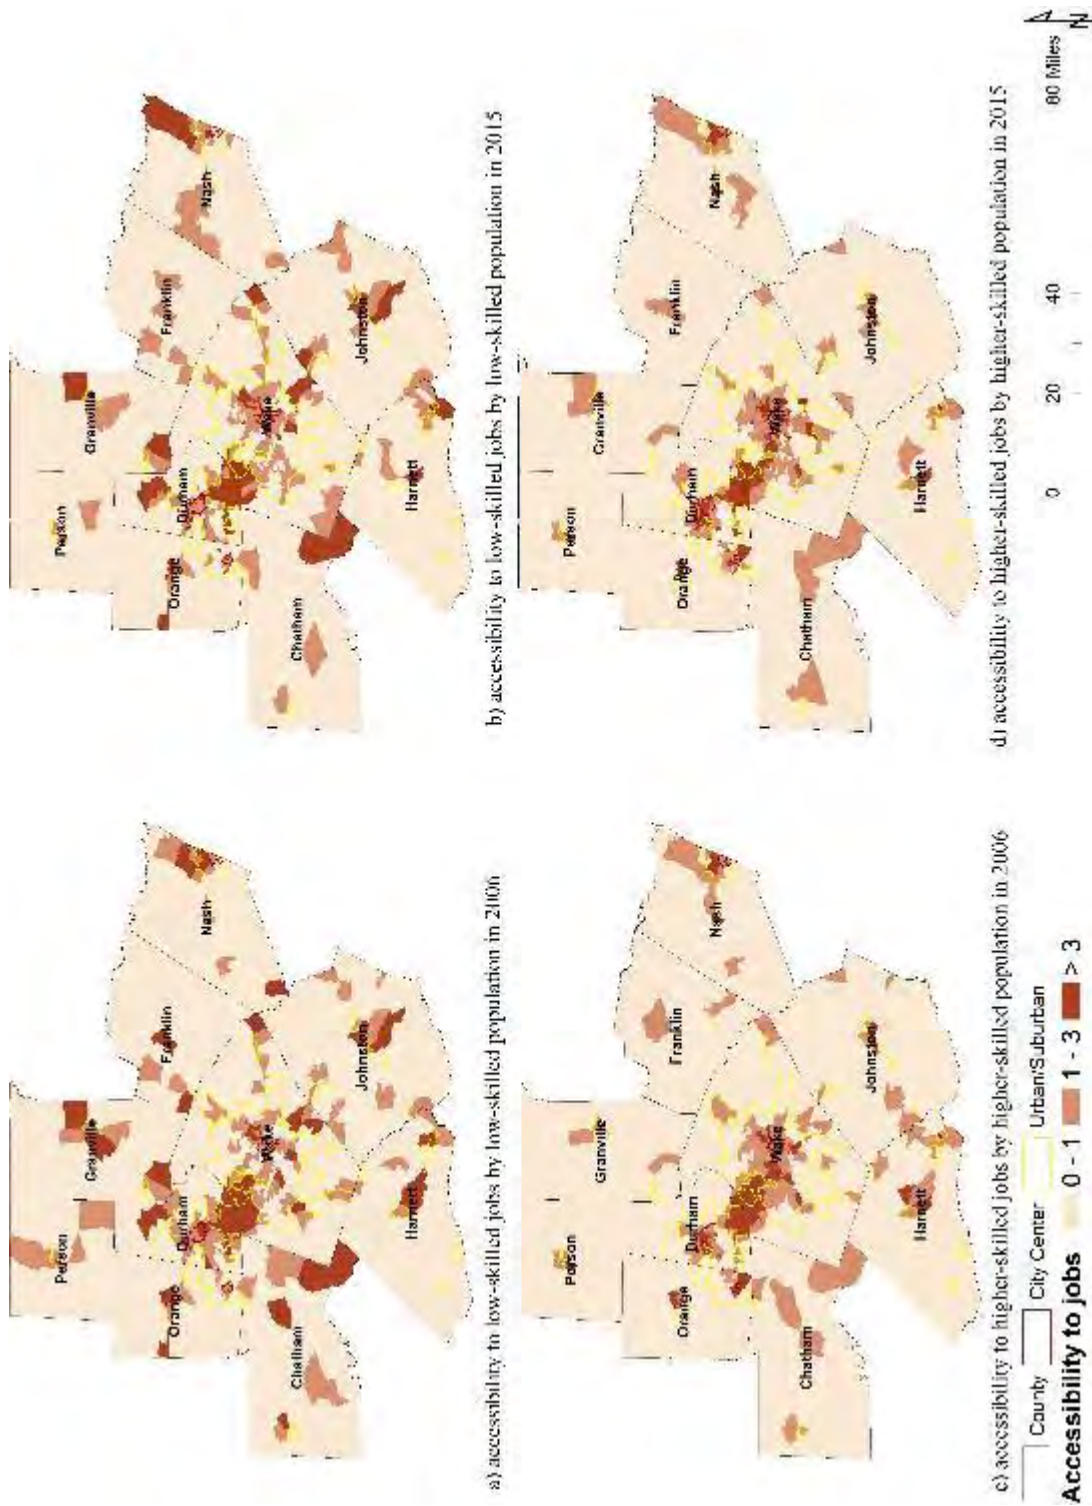 Person
Granville
Orange
Durham
Franklin
Nash
Wake
Chatham
Johnston
Harnett
a) accessibility to low-skilled jobs by low-skilled population in 2006
Person
Granville
Orange
Durham
Franklin
Nash
Wake
Chatham
Johnston
Harnett
b) accessibility to low-skilled jobs by low-skilled population in 2015
Person
Granville
Orange
Durham
Franklin
Nash
Wake
Chatham
Johnston
Harnett
c) accessibility to higher-skilled jobs by higher-skilled population in 2006
Person
Granville
Orange
Durham
Franklin
Nash
Wake
Chatham
Johnston
Harnett
d) accessibility to higher-skilled jobs by higher-skilled population in 2015
County City Center Urban/Suburban
Accessibility to jobs 0 - 1 1 - 3 > 3
0 20 40 80 Miles
N